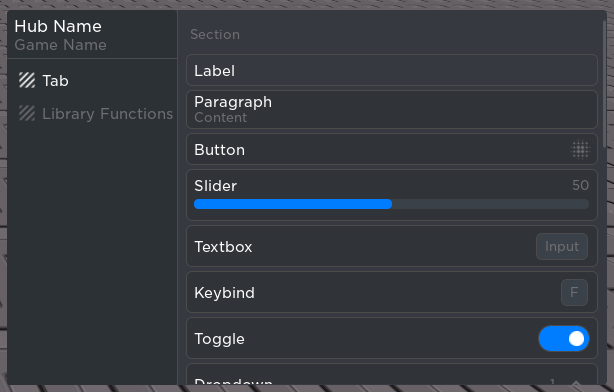 Hub Name
Game Name
Tab
Library Functions
Section
Label
Paragraph
Content
Button
Slider
50
Textbox
Input
Keybind
F
Toggle
Dropdown
1